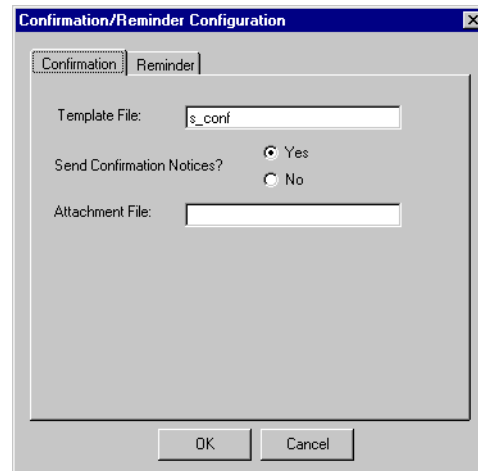 Confirmation/Reminder Configuration
Confirmation Reminder
Template File: s_conf
Send Confirmation Notices? Yes
No
Attachment File:
OK Cancel